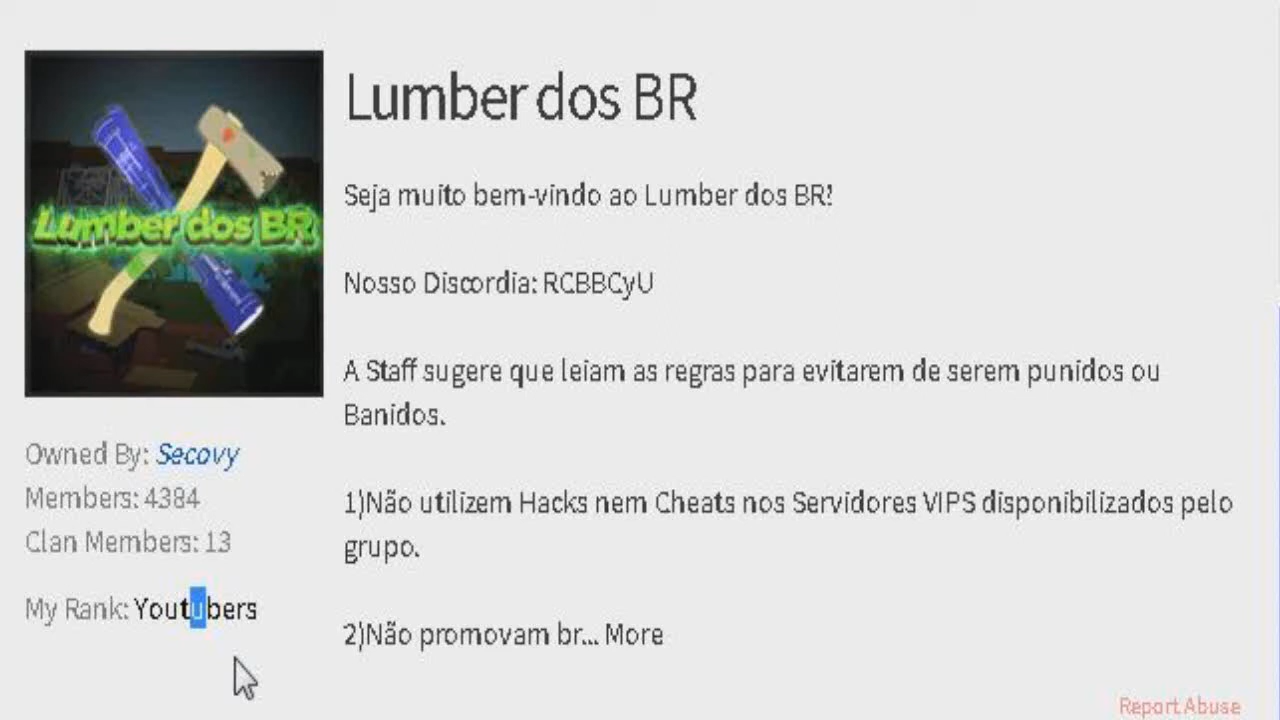 Lumber dos BR
Lumber dos BR
Seja muito bem-vindo ao Lumber dos BR!
Nosso Discordia: RCBBCyU
A Staff sugere que leiam as regras para evitarem de serem punidos ou
Banidos.
1)Não utilizem Hacks nem Cheats nos Servidores VIPS disponibilizados pelo
grupo.
2)Não promovam br... More
Owned By: Secovy
Members: 4384
Clan Members: 13
My Rank: Youtubers
Report Abuse